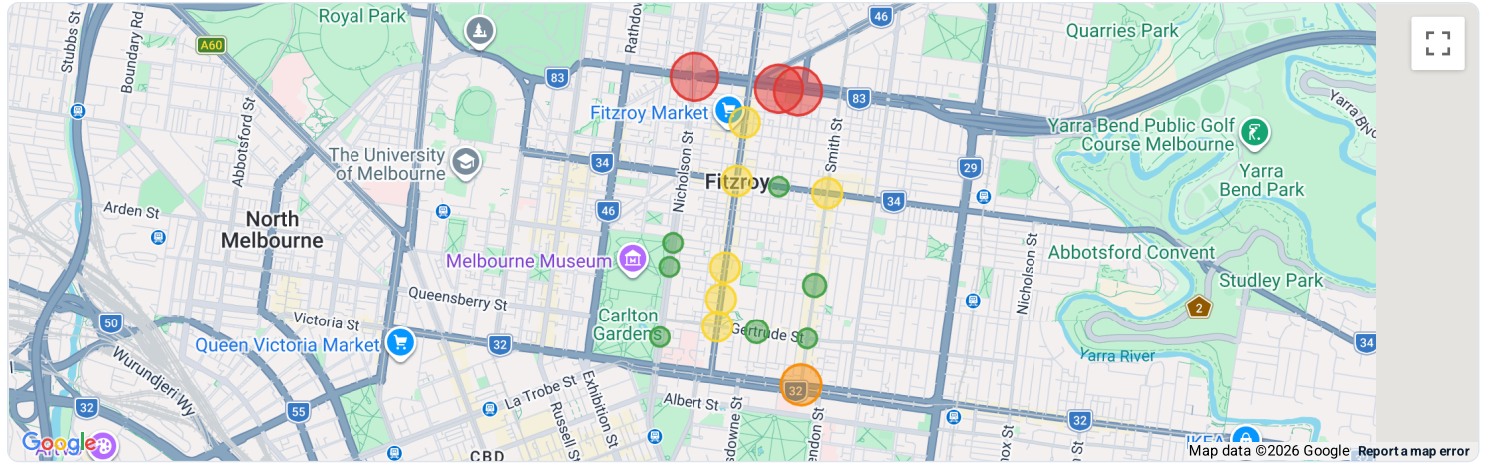 Royal Park
Stubbs St
Boundary Rd
Rathdow
46
Quarries Park
A60
83
83
Fitzroy Market
Yarra Bend Public Golf
Course Melbourne
Abbotsford St
The University
of Melbourne
34
Nicholson St
Smith St
29
Yarra
Bend Park
Fitzroy
34
Arden St
North
Melbourne
46
Melbourne Museum
Nicholson St
Abbotsford Convent
Studley Park
Queensberry St
2
50
Victoria St
Carlton
Gardens
Gertrude St
Queen Victoria Market
32
Yarra River
34
Wurundjeri Wy
La Trobe St
Exhibition St
32
32
55
Albert St
32
Russell St
CBD
IKEA
Google
Map data ©2026 Google
Report a map error